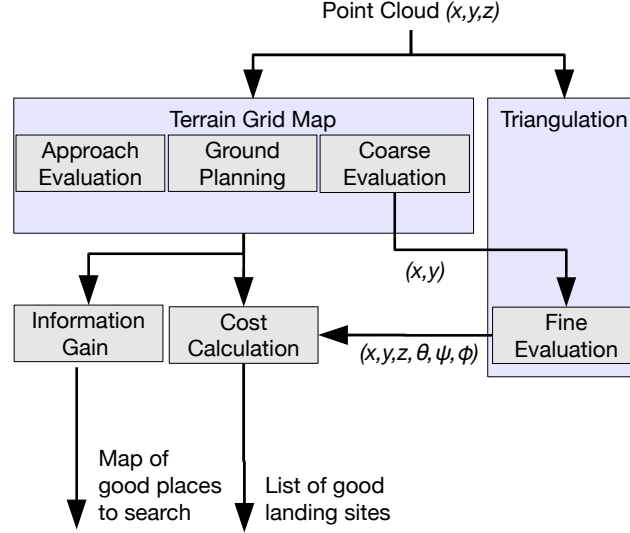 Point Cloud (x,y,z)
Terrain Grid Map
Triangulation
Approach
Evaluation
Ground
Planning
Coarse
Evaluation
(x,y)
Information
Gain
Cost
Calculation
Fine
Evaluation
(x,y,z,θ,ψ,ϕ)
Map of
good places
to search
List of good
landing sites